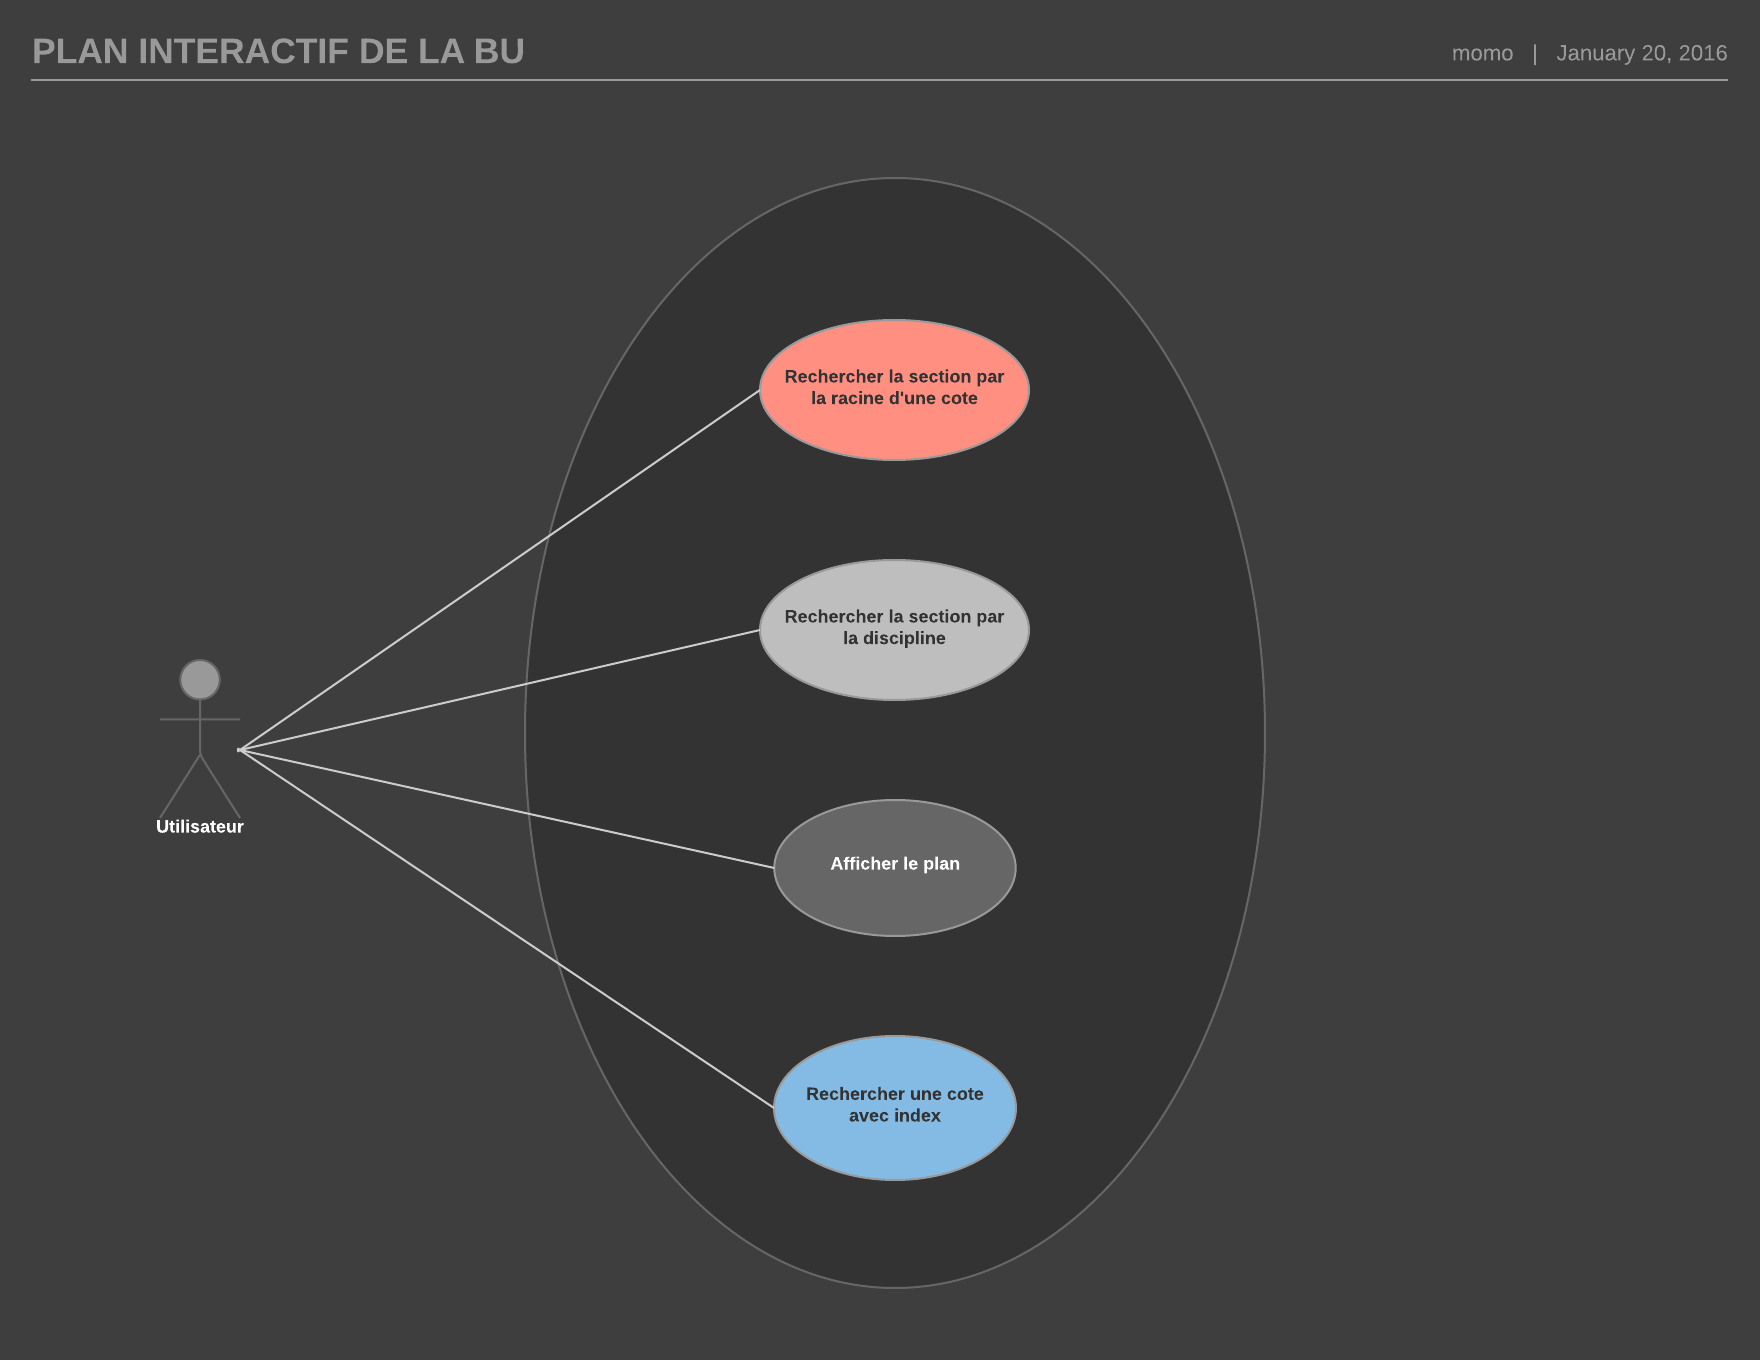 PLAN INTERACTIF DE LA BU
momo | January 20, 2016
Rechercher la section par
la racine d'une cote
Rechercher la section par
la discipline
Utilisateur
Afficher le plan
Rechercher une cote
avec index